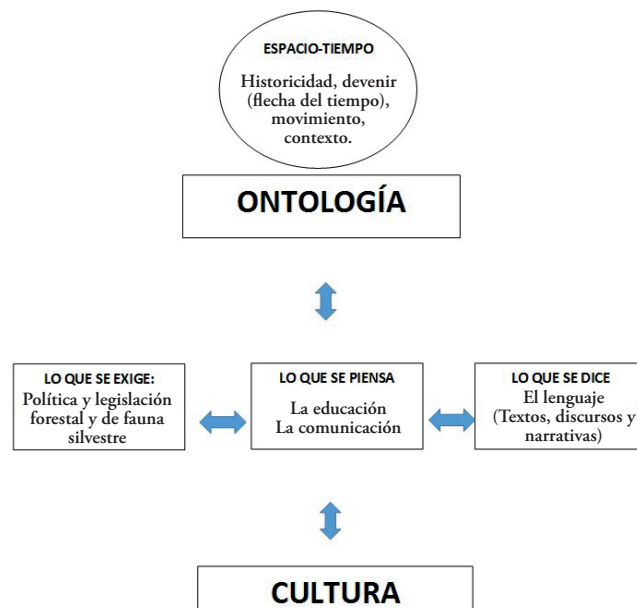 ESPACIO-TIEMPO
Historicidad, devenir
(flecha del tiempo),
movimiento,
contexto.
ONTOLOGÍA
LO QUE SE EXIGE:
Política y legislación
forestal y de fauna
silvestre
LO QUE SE PIENSA
La educación
La comunicación
LO QUE SE DICE
El lenguaje
(Textos, discursos y
narrativas)
CULTURA